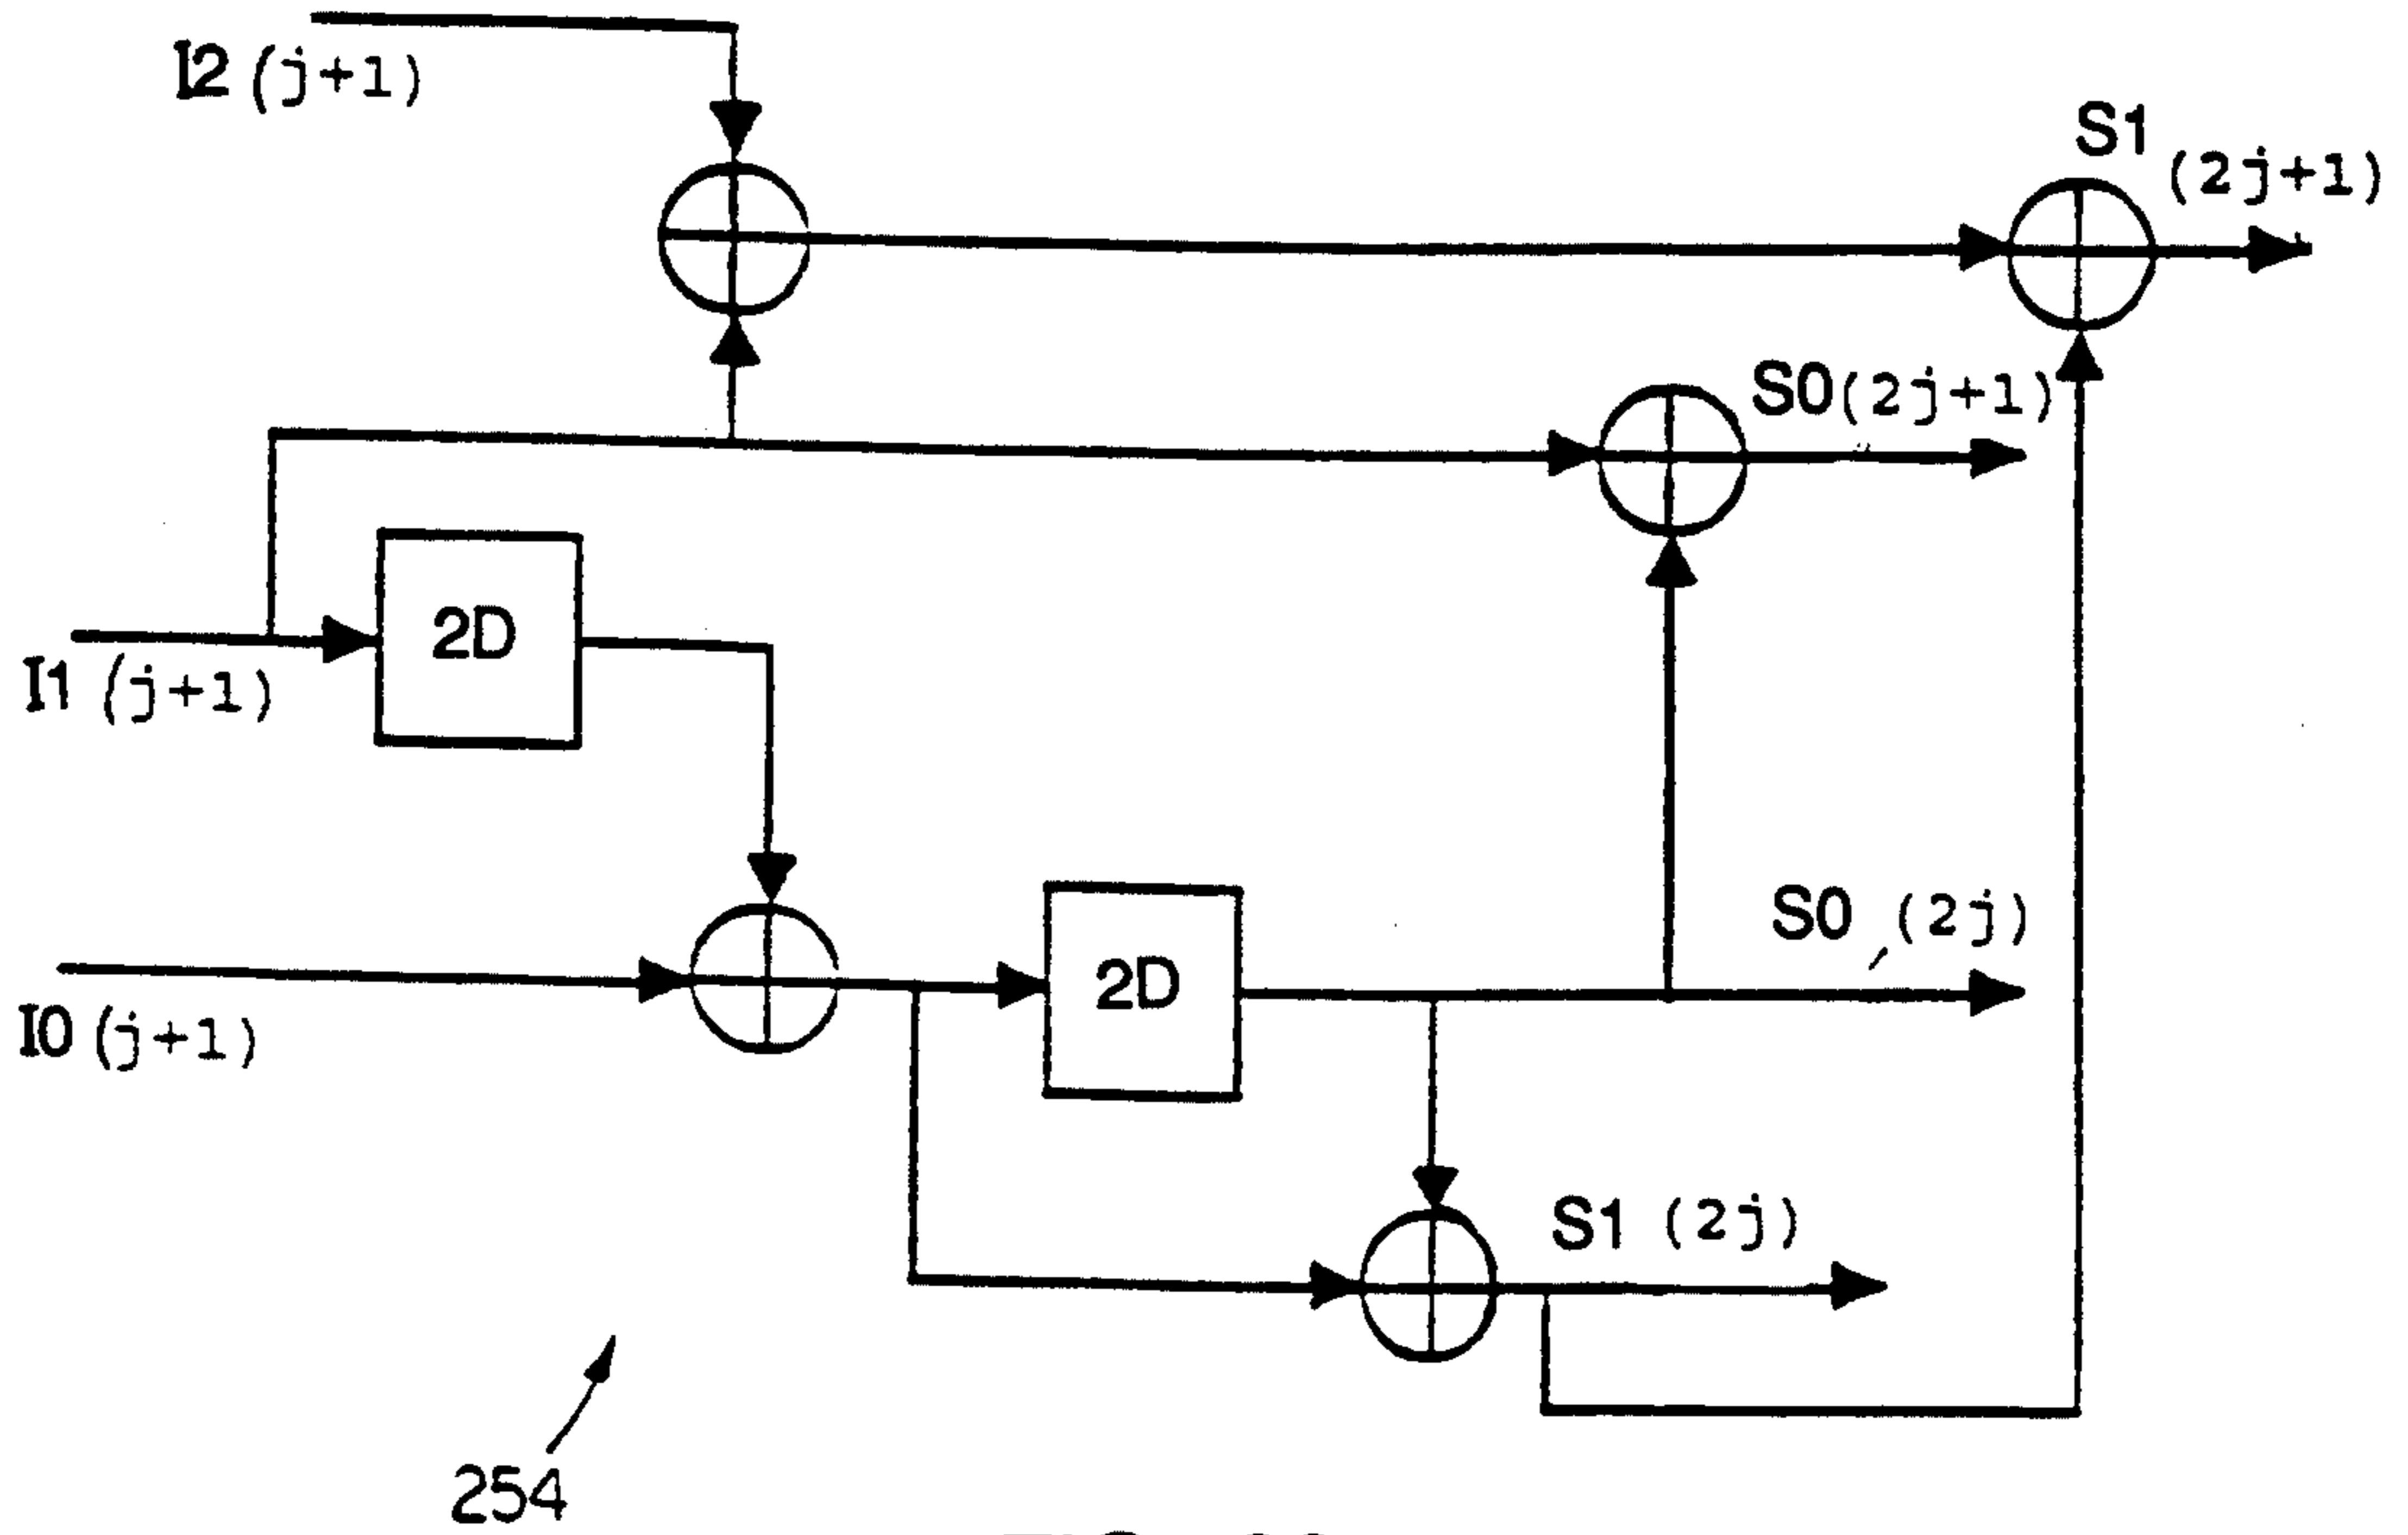 I2 (j+1)
S1 (2j+1)
S0 (2j+1)
2D
I1 (j+1)
S0 (2j)
2D
I0 (j+1)
S1 (2j)
254